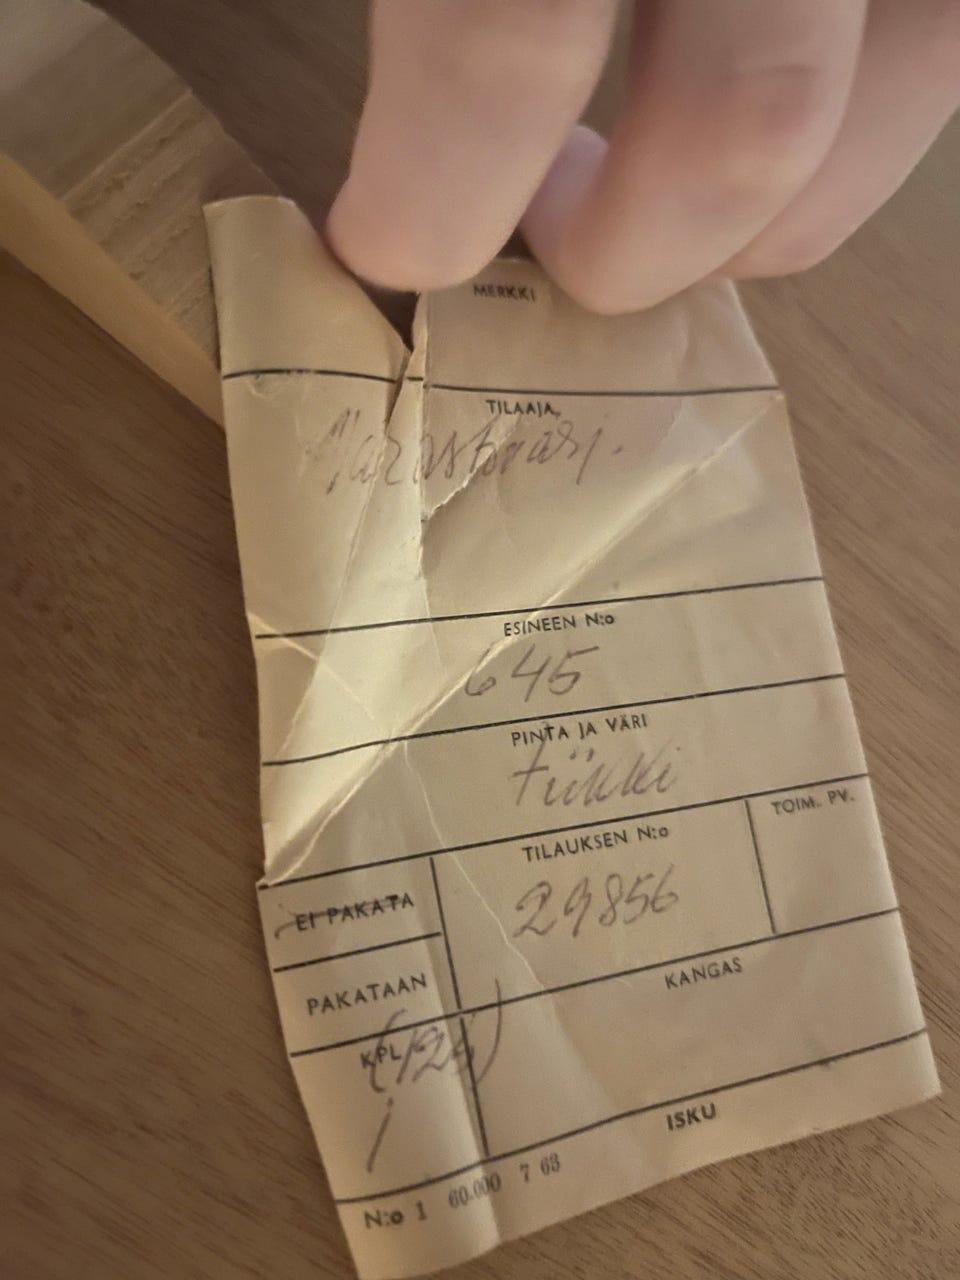 MERKKI
TILAAJA
ESINEEN N:o
645
PINTA JA VÄRI
tiikki
TILAUKSEN N:o
TOIM. PV.
29856
EI PAKATA
PAKATAAN
KANGAS
KPL
1
ISKU
N:o 1 60.000 7 63